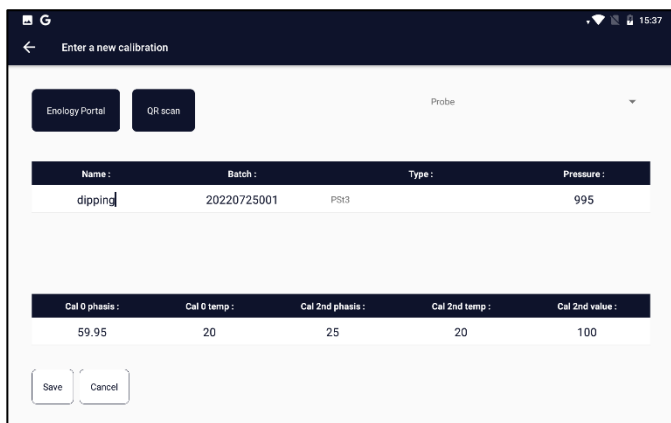 G 15:37
Enter a new calibration
Enology Portal QR scan Probe
Name : Batch : Type : Pressure :
dipping 20220725001 PSt3 995
Cal 0 phasis : Cal 0 temp : Cal 2nd phasis : Cal 2nd temp : Cal 2nd value :
59.95 20 25 20 100
Save Cancel